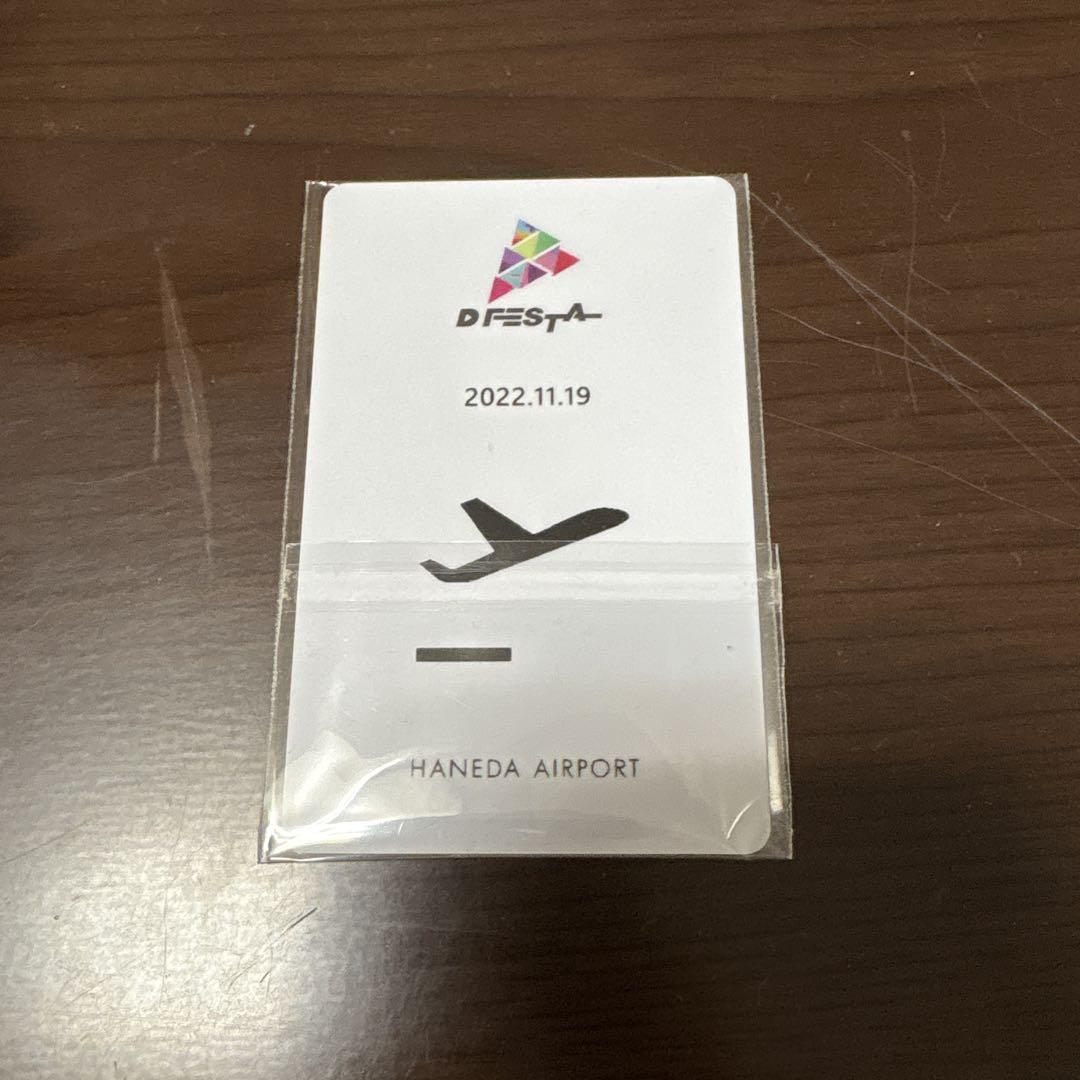 D FESTA
2022.11.19
HANEDA AIRPORT